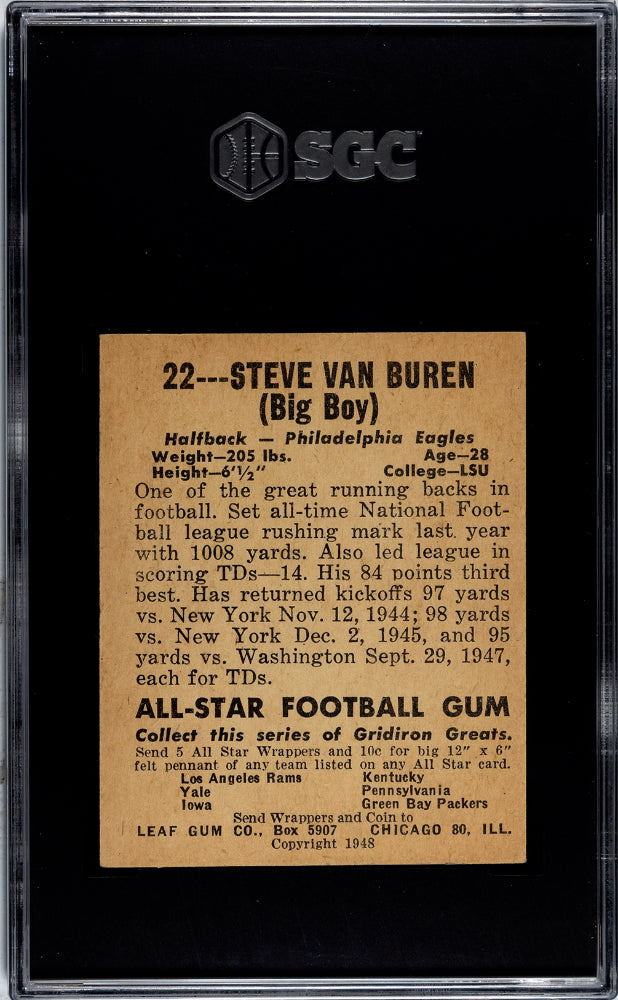 SGC
22---STEVE VAN BUREN
(Big Boy)
Halfback — Philadelphia Eagles
Weight—205 lbs. Age—28
Height—6'1/2" College—LSU
One of the great running backs in
football. Set all-time National Foot-
ball league rushing mark last year
with 1008 yards. Also led league in
scoring TDs—14. His 84 points third
best. Has returned kickoffs 97 yards
vs. New York Nov. 12, 1944; 98 yards
vs. New York Dec. 2, 1945, and 95
yards vs. Washington Sept. 29, 1947,
each for TDs.
ALL-STAR FOOTBALL GUM
Collect this series of Gridiron Greats.
Send 5 All Star Wrappers and 10c for big 12" x 6"
felt pennant of any team listed on any All Star card.
Los Angeles Rams Kentucky
Yale Pennsylvania
Iowa Green Bay Packers
Send Wrappers and Coin to
LEAF GUM CO., Box 5907 CHICAGO 80, ILL.
Copyright 1948